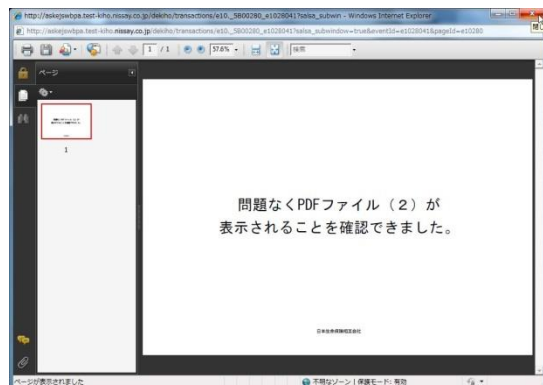 http://askejswbpa.test-kiho.nissay.co.jp/dekiho/transactions/e10._5B00280_e1028041?salsa_subwin - Windows Internet Explorer
http://askejswbpa.test-kiho.nissay.co.jp/dekiho/transactions/e10._5B00280_e1028041?salsa_subwindow=true&eventId=e1028041&pageId=e10280
1 / 1
57.6%
検索
ページ
1
問題なくPDFファイル（２）が
表示されることを確認できました。
日本生命保険相互会社
ページが表示されました
不明なゾーン | 保護モード: 有効